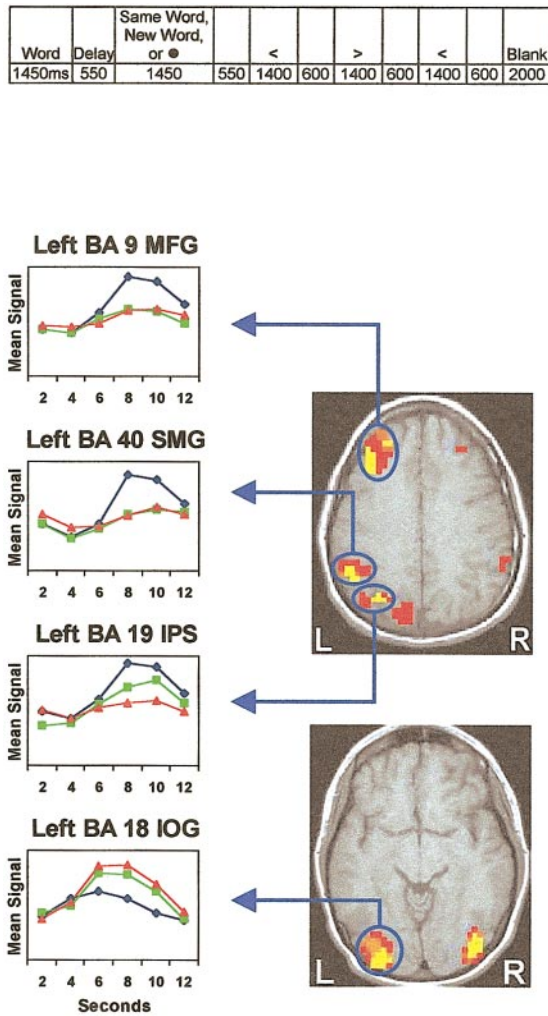 Same Word,
New Word,
Word Delay or ● < > < Blank
1450ms 550 1450 550 1400 600 1400 600 1400 600 2000
Left BA 9 MFG
Mean Signal
2 4 6 8 10 12
Left BA 40 SMG
Mean Signal
2 4 6 8 10 12
L R
Left BA 19 IPS
Mean Signal
2 4 6 8 10 12
Left BA 18 IOG
Mean Signal
2 4 6 8 10 12
L R
Seconds